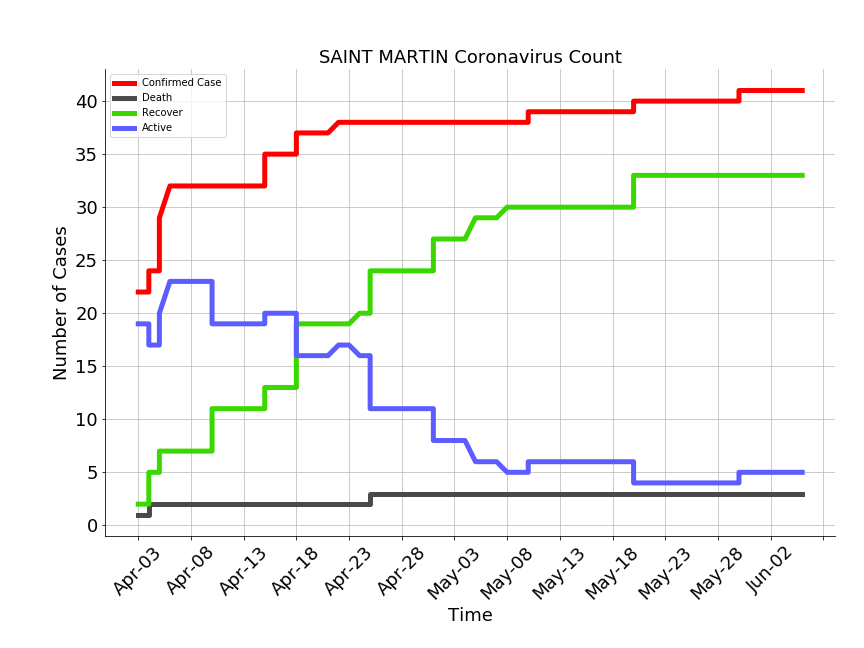 SAINT MARTIN Coronavirus Count
Confirmed Case
Death
Recover
Active
Number of Cases
40
35
30
25
20
15
10
5
0
Apr-03
Apr-08
Apr-13
Apr-18
Apr-23
Apr-28
May-03
May-08
May-13
May-18
May-23
May-28
Jun-02
Time